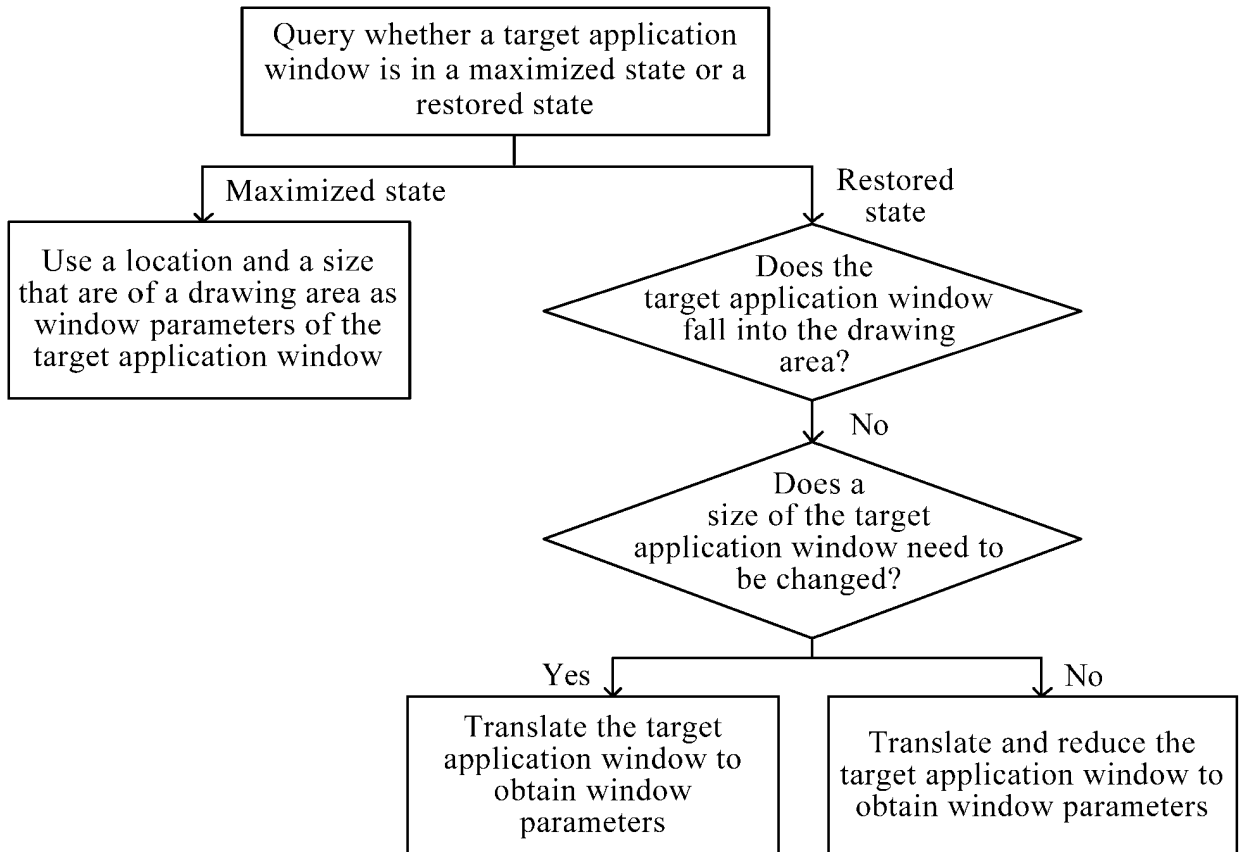 Query whether a target application
window is in a maximized state or a
restored state
Maximized state
Restored
state
Use a location and a size
that are of a drawing area as
window parameters of the
target application window
Does the
target application window
fall into the drawing
area?
No
Does a
size of the target
application window need to
be changed?
Yes
No
Translate the target
application window to
obtain window
parameters
Translate and reduce the
target application window to
obtain window parameters